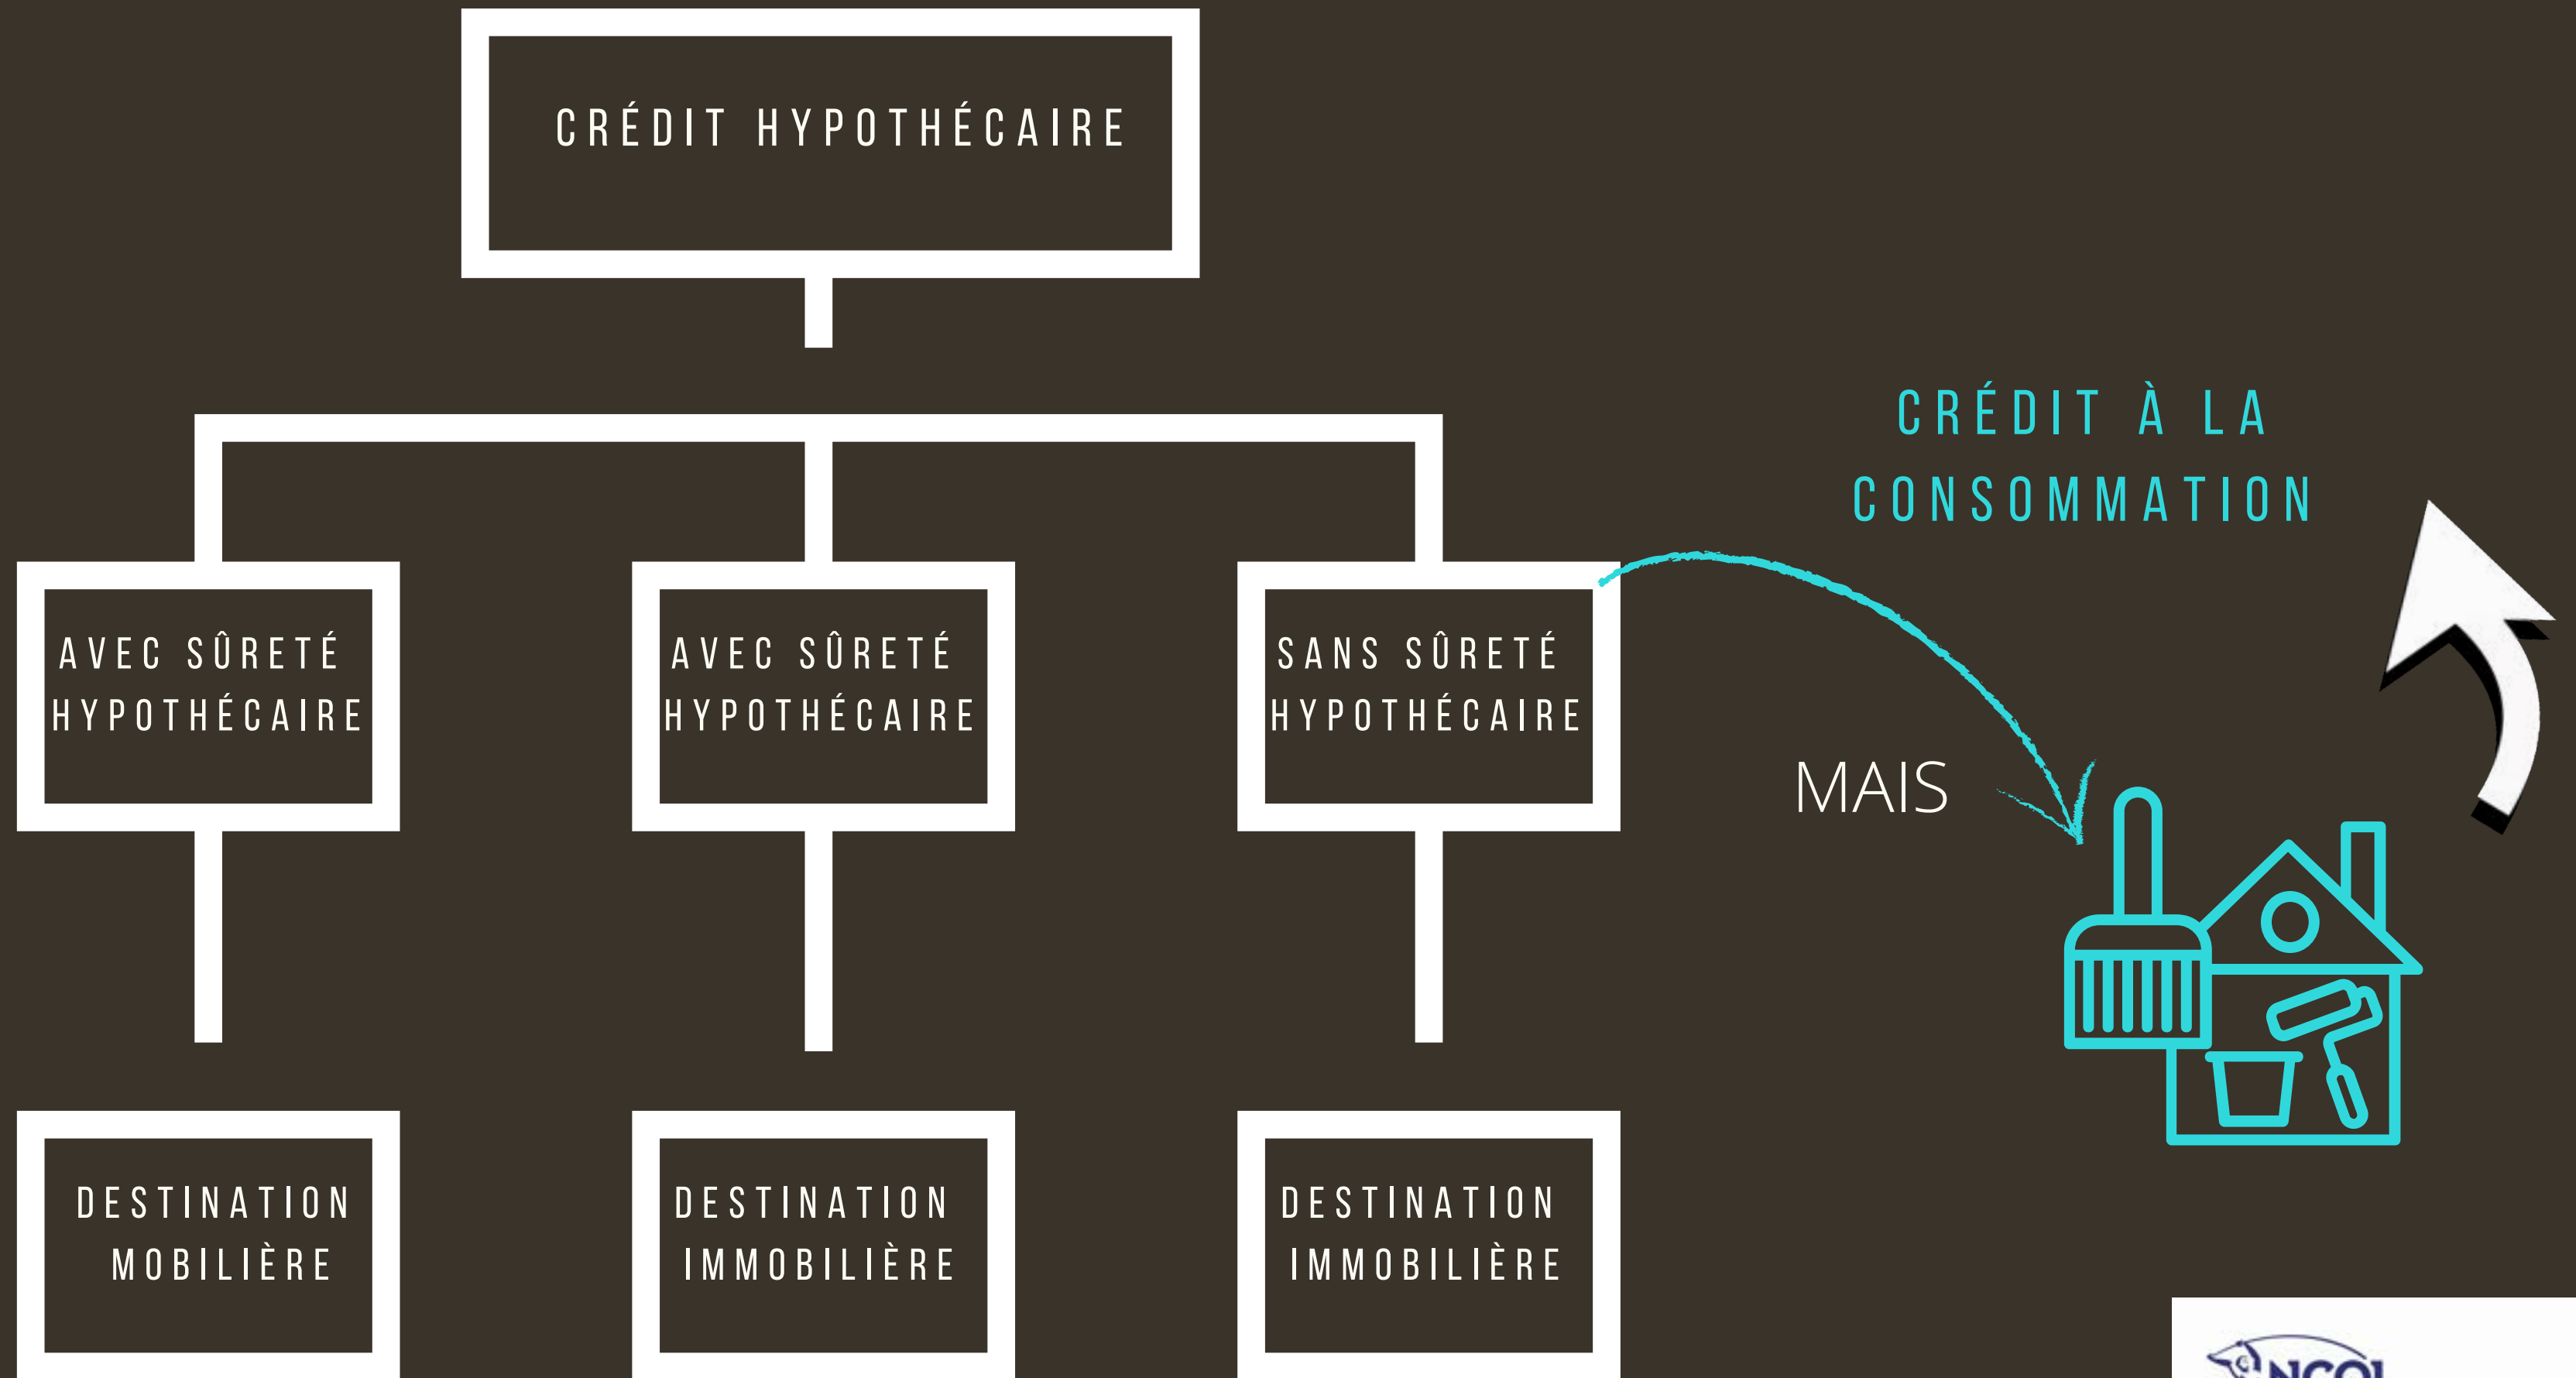 CRÉDIT HYPOTHÉCAIRE
CRÉDIT À LA
CONSOMMATION
AVEC SÛRETÉ
HYPOTHÉCAIRE
AVEC SÛRETÉ
HYPOTHÉCAIRE
SANS SÛRETÉ
HYPOTHÉCAIRE
MAIS
DESTINATION
MOBILIÈRE
DESTINATION
IMMOBILIÈRE
DESTINATION
IMMOBILIÈRE